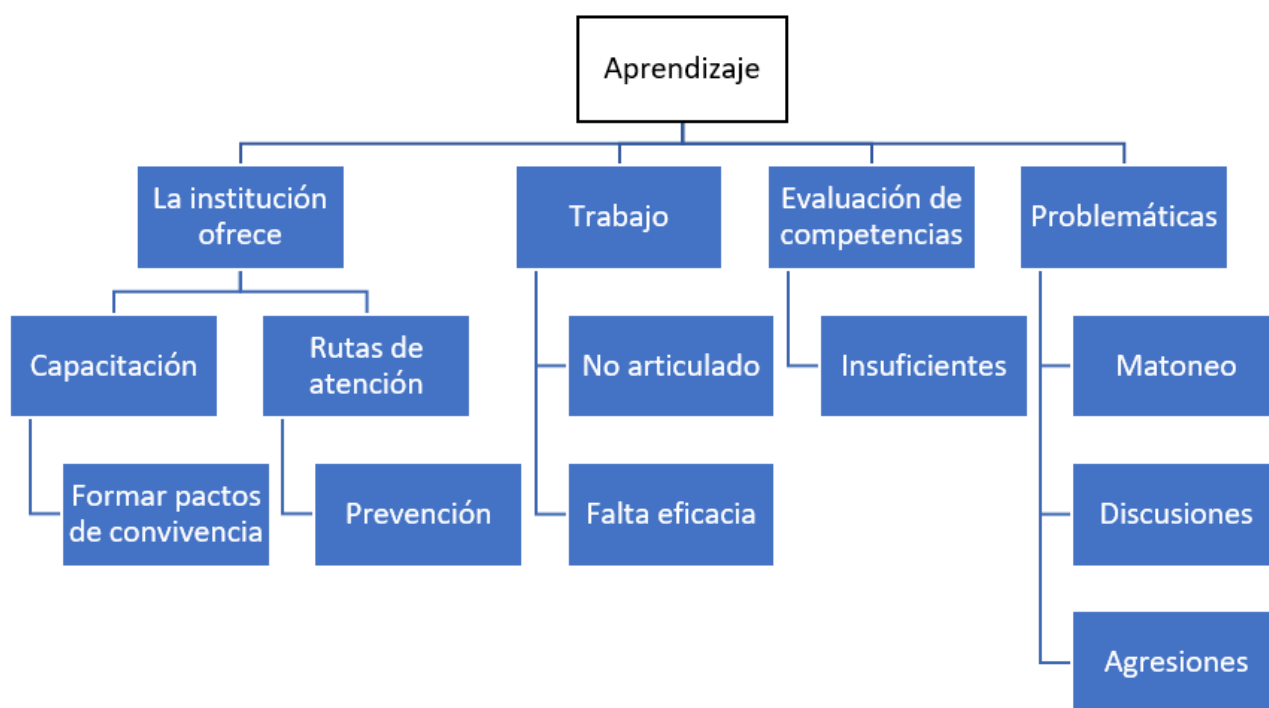 Aprendizaje
La institución
ofrece
Trabajo
Evaluación de
competencias
Problemáticas
Capacitación
Rutas de
atención
No articulado
Insuficientes
Matoneo
Formar pactos
de convivencia
Prevención
Falta eficacia
Discusiones
Agresiones